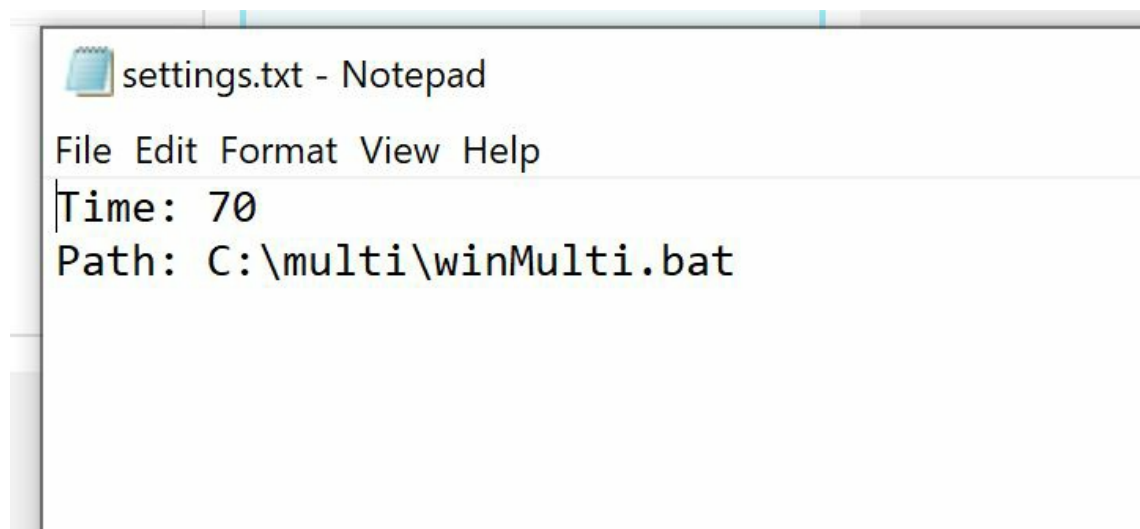 settings.txt - Notepad
File Edit Format View Help
Time: 70
Path: C:\multi\winMulti.bat